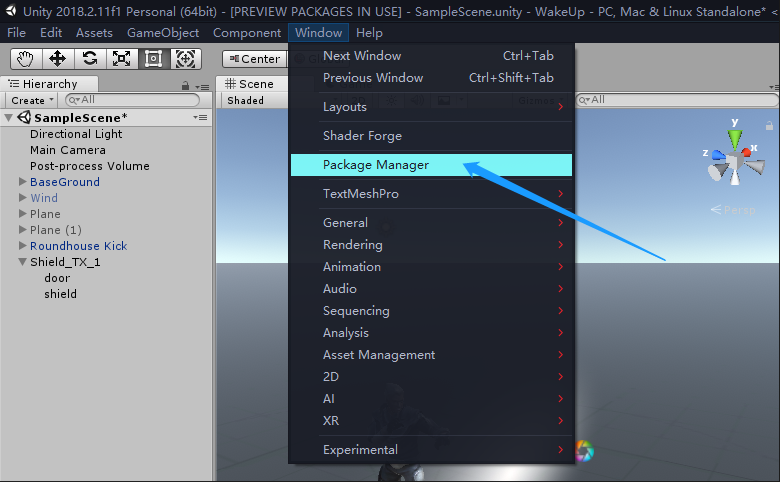 Unity 2018.2.11f1 Personal (64bit) - [PREVIEW PACKAGES IN USE] - SampleScene.unity - WakeUp - PC, Mac & Linux Standalone* <
File Edit Assets GameObject Component Window Help
Center
Hierarchy
Create All
SampleScene*
Directional Light
Main Camera
Post-process Volume
BaseGround
Wind
Plane
Plane (1)
Roundhouse Kick
Shield_TX_1
door
shield
Scene
Shaded
Gizmos All
Next Window Ctrl+Tab
Previous Window Ctrl+Shift+Tab
Layouts
Shader Forge
Package Manager
TextMeshPro
General
Rendering
Animation
Audio
Sequencing
Analysis
Asset Management
2D
AI
XR
Experimental
y
x
z
Persp